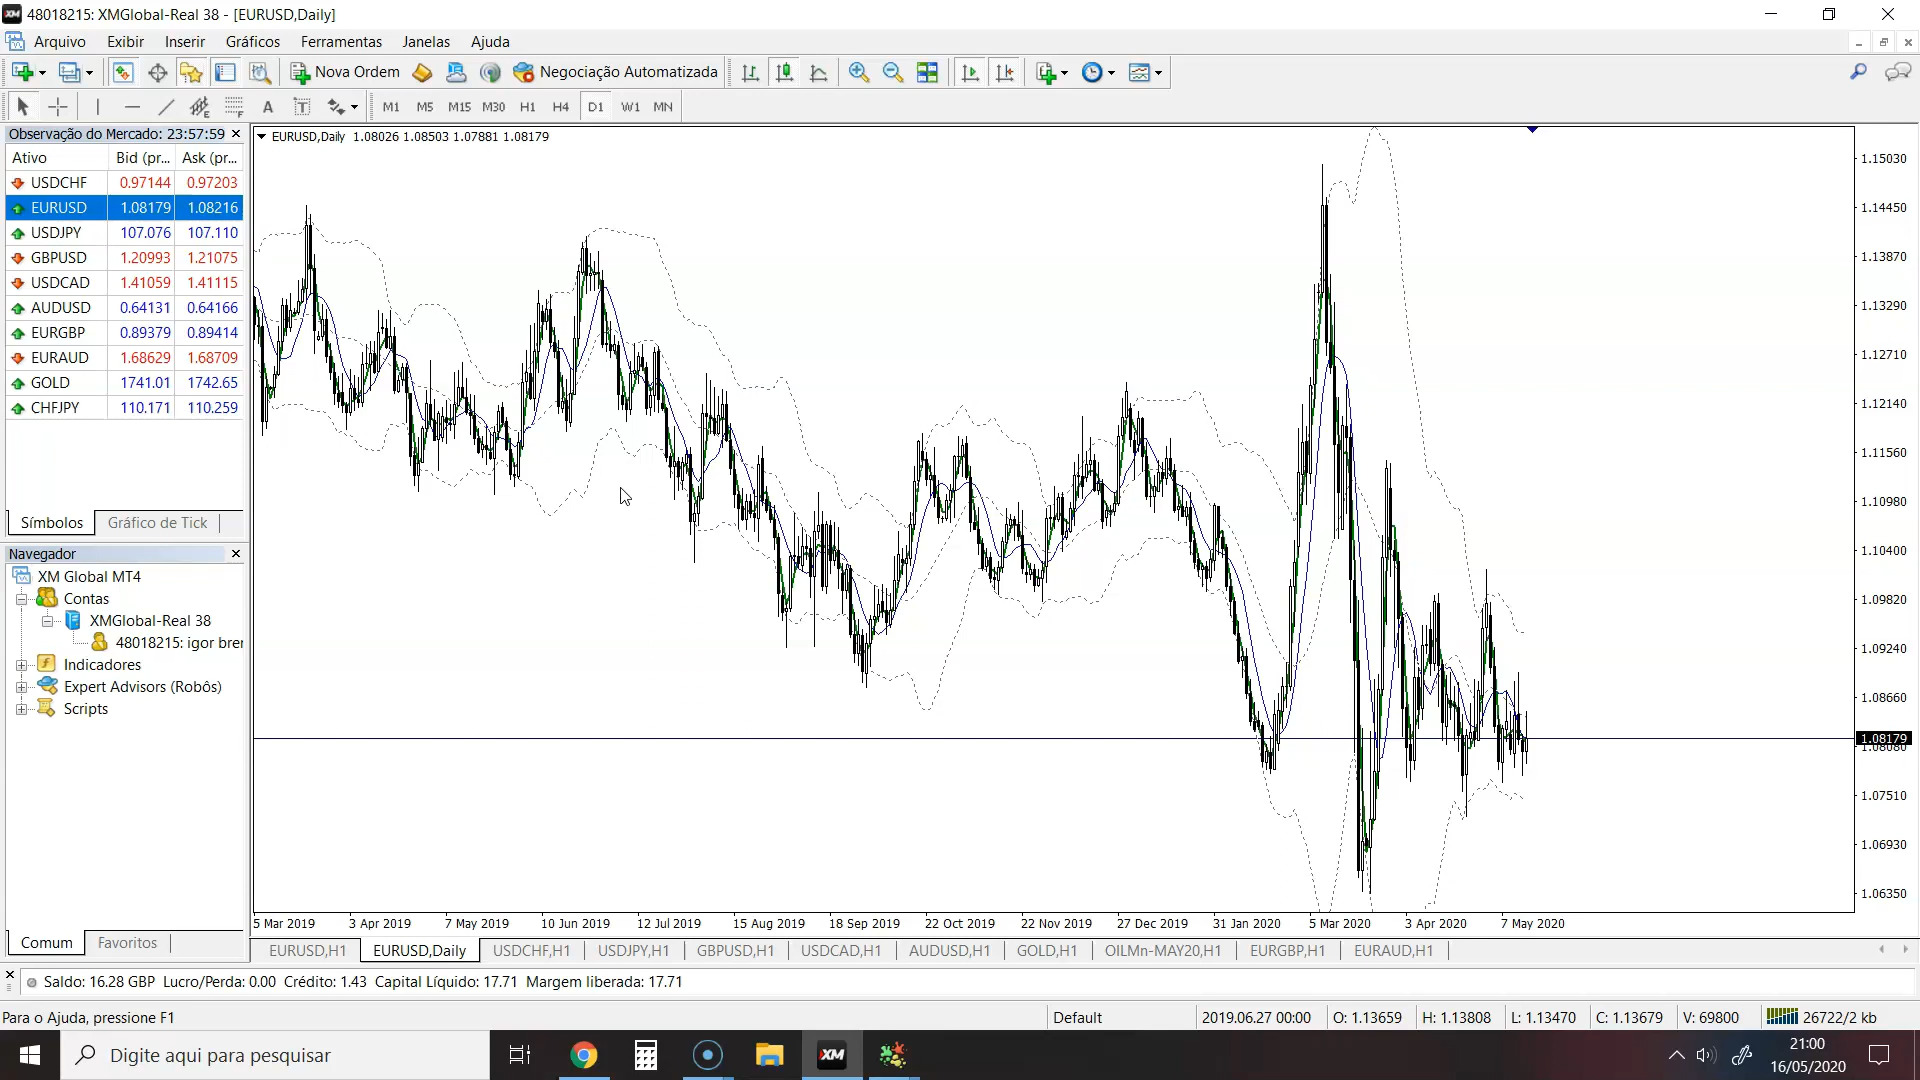 48018215: XMGlobal-Real 38 - [EURUSD,Daily]
Arquivo Exibir Inserir Gráficos Ferramentas Janelas Ajuda
Nova Ordem Negociação Automatizada
A T M1 M5 M15 M30 H1 H4 D1 W1 MN
Observação do Mercado: 23:57:59
Ativo Bid (pr... Ask (pr...
USDCHF 0.97144 0.97203
EURUSD 1.08179 1.08216
USDJPY 107.076 107.110
GBPUSD 1.20993 1.21075
USDCAD 1.41059 1.41115
AUDUSD 0.64131 0.64166
EURGBP 0.89379 0.89414
EURAUD 1.68629 1.68709
GOLD 1741.01 1742.65
CHFJPY 110.171 110.259
Símbolos Gráfico de Tick
Navegador
XM Global MT4
Contas
XMGlobal-Real 38
48018215: igor brer
Indicadores
Expert Advisors (Robôs)
Scripts
Comum Favoritos
EURUSD,Daily 1.08026 1.08503 1.07881 1.08179
1.15030
1.14450
1.13870
1.13290
1.12710
1.12140
1.11560
1.10980
1.10400
1.09820
1.09240
1.08660
1.08179
1.08080
1.07510
1.06930
1.06350
5 Mar 2019 3 Apr 2019 7 May 2019 10 Jun 2019 12 Jul 2019 15 Aug 2019 18 Sep 2019 22 Oct 2019 22 Nov 2019 27 Dec 2019 31 Jan 2020 5 Mar 2020 3 Apr 2020 7 May 2020
EURUSD,H1 EURUSD,Daily USDCHF,H1 USDJPY,H1 GBPUSD,H1 USDCAD,H1 AUDUSD,H1 GOLD,H1 OILMn-MAY20,H1 EURGBP,H1 EURAUD,H1
Saldo: 16.28 GBP Lucro/Perda: 0.00 Crédito: 1.43 Capital Líquido: 17.71 Margem liberada: 17.71
Para o Ajuda, pressione F1 Default 2019.06.27 00:00 O: 1.13659 H: 1.13808 L: 1.13470 C: 1.13679 V: 69800 26722/2 kb
Digite aqui para pesquisar XM
21:00
16/05/2020